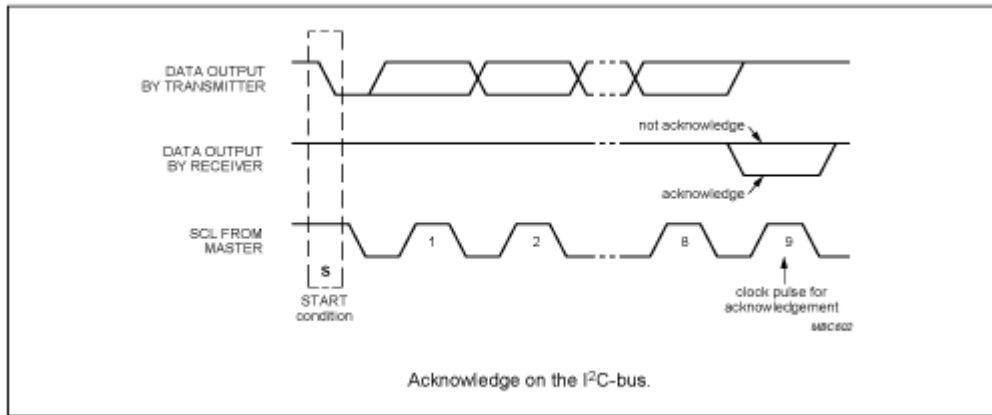 DATA OUTPUT
BY TRANSMITTER
not acknowledge
DATA OUTPUT
BY RECEIVER
acknowledge
SCL FROM
MASTER
1
2
8
9
S
START
condition
clock pulse for
acknowledgement
MBC602
Acknowledge on the I²C-bus.